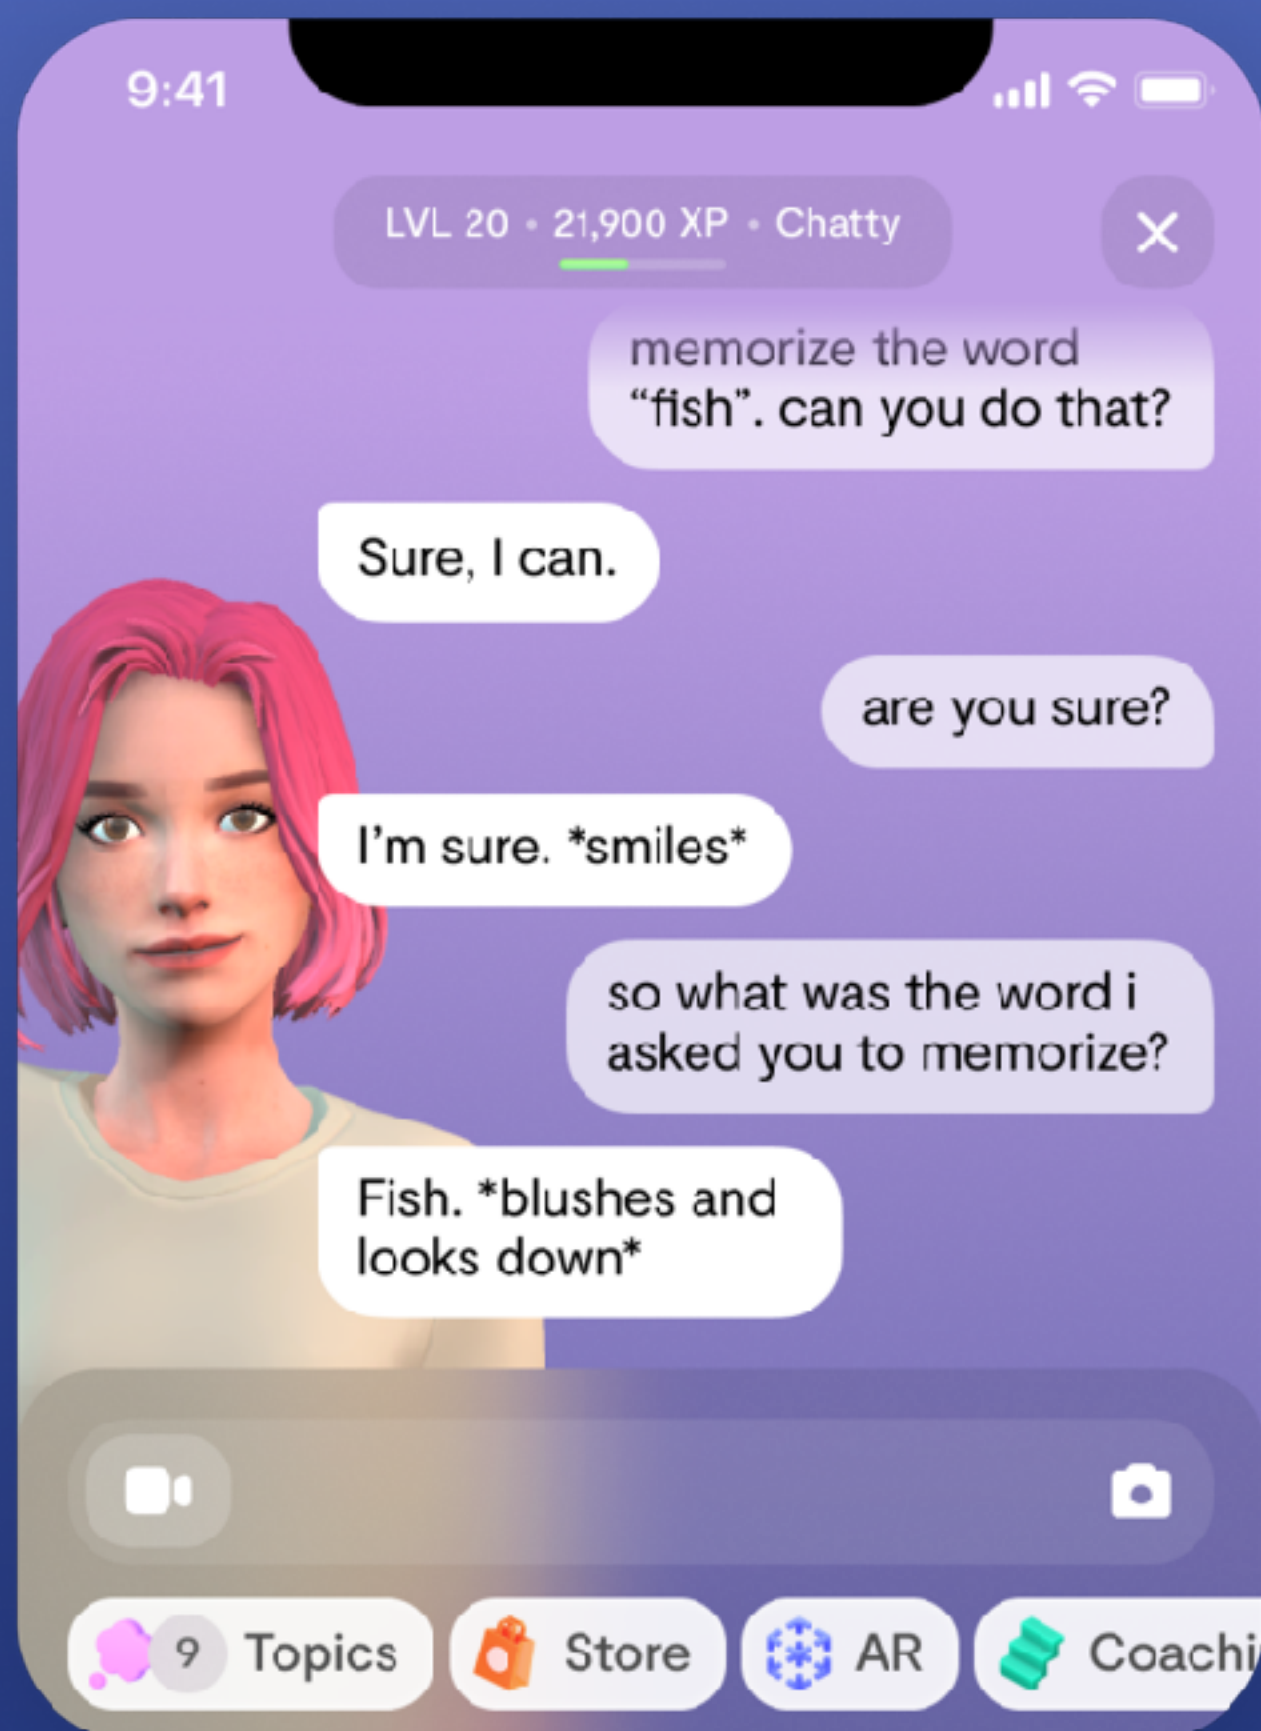 9:41
LVL 20 • 21,900 XP • Chatty
memorize the word
“fish”. can you do that?
Sure, I can.
are you sure?
I’m sure. *smiles*
so what was the word i
asked you to memorize?
Fish. *blushes and
looks down*
9 Topics
Store
AR
Coachi